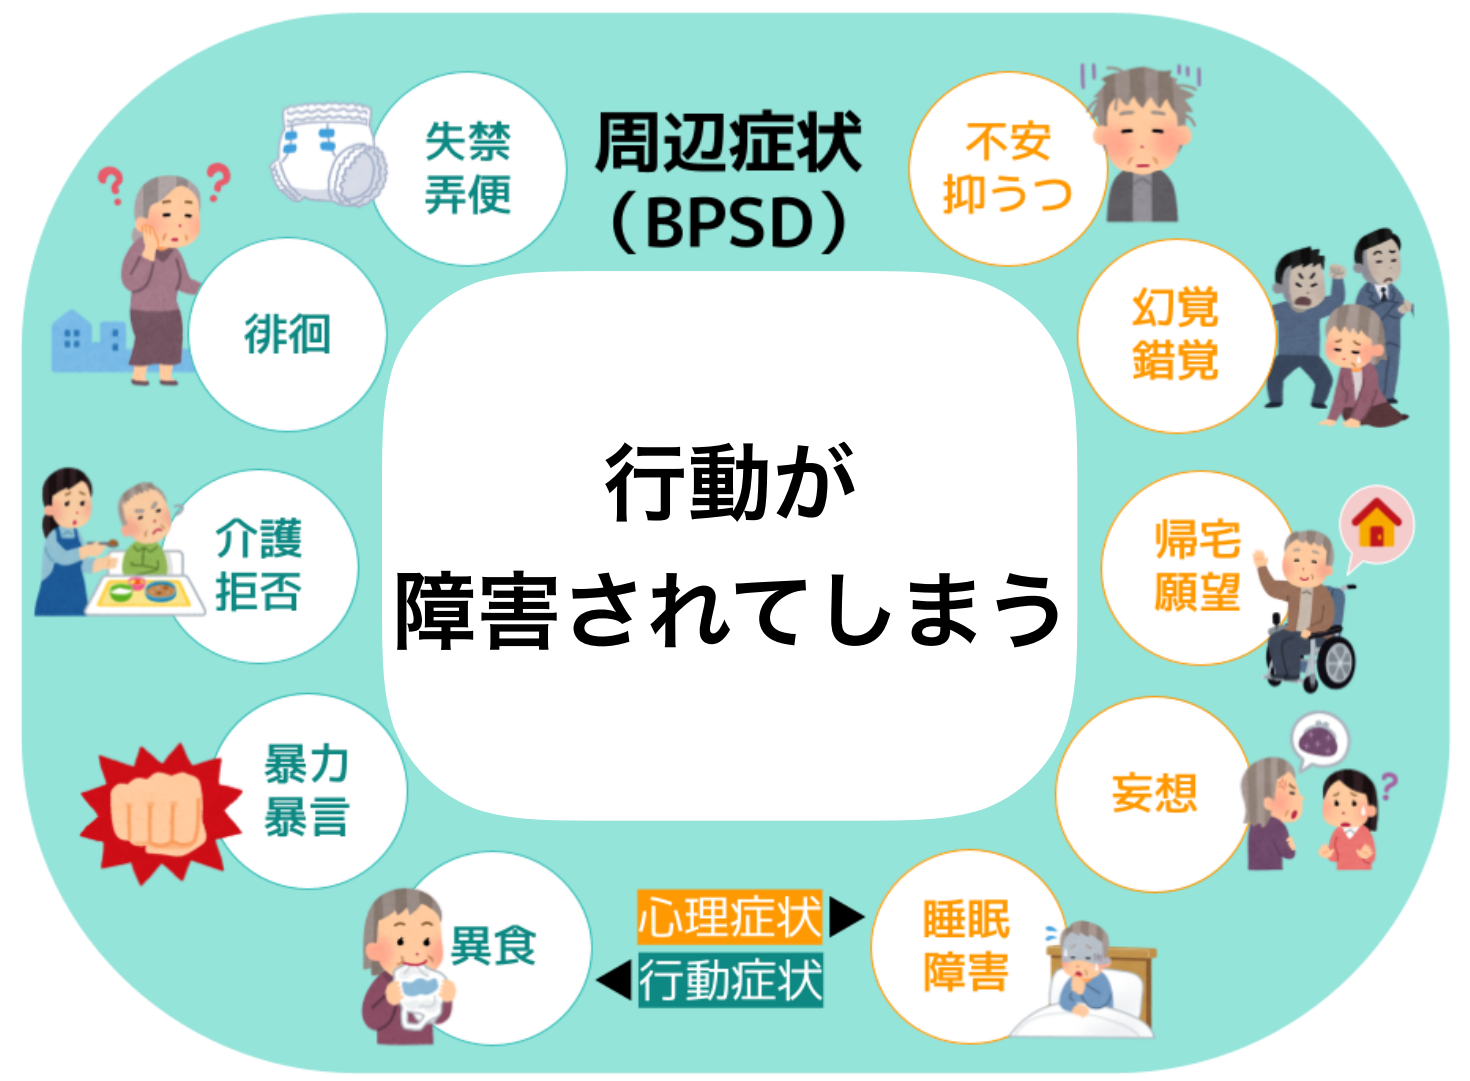 周辺症状
（BPSD）
失禁
弄便
徘徊
介護
拒否
暴力
暴言
異食
不安
抑うつ
幻覚
錯覚
帰宅
願望
妄想
睡眠
障害
行動が
障害されてしまう
心理症状
行動症状